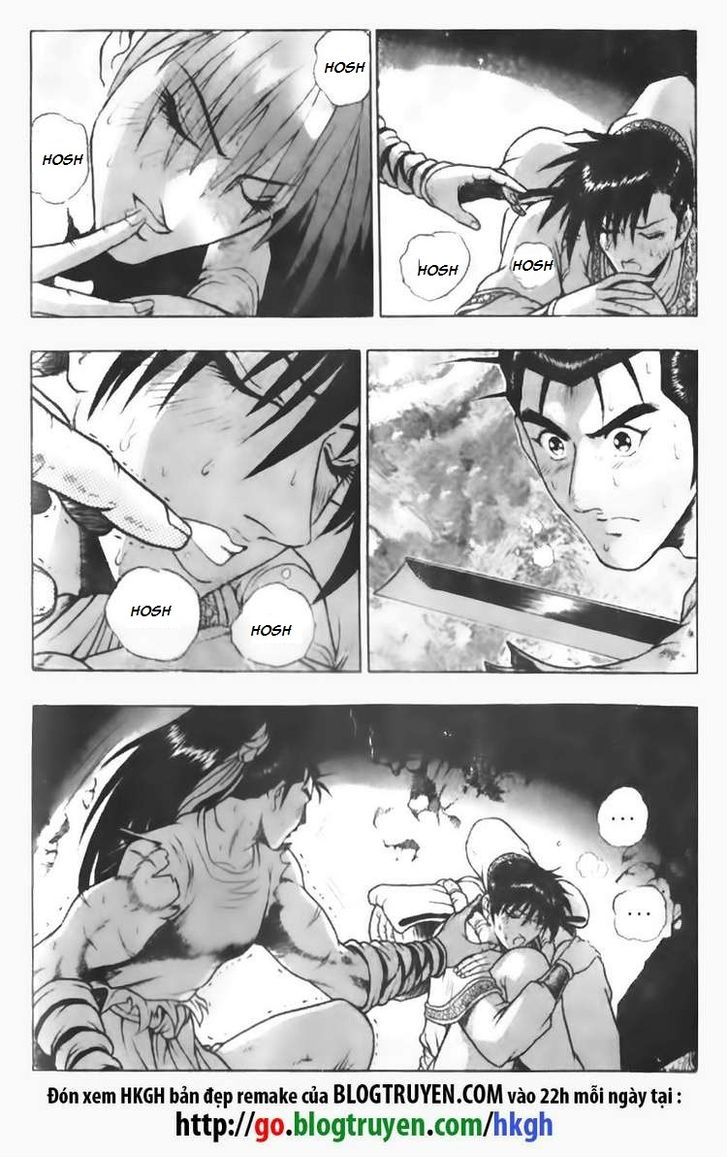 HOSH
HOSH
HOSH
HOSH
HOSH
HOSH
...
...
Đón xem HKGH bản đẹp remake của BLOGTRUYEN.COM vào 22h mỗi ngày tại :
http://go.blogtruyen.com/hkgh